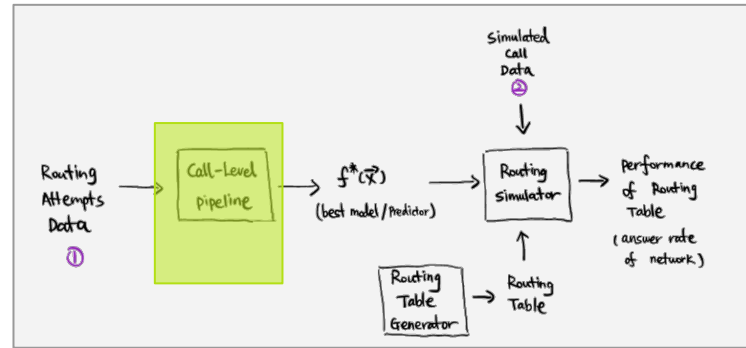 Simulated
Call
Data
②
Routing
Attempts
Data
①
Call-Level
pipeline
f*(x⃗)
(best model/Predictor)
Routing
Simulator
performance
of Routing
Table
(answer rate
of network)
Routing
Table
Generator
Routing
Table